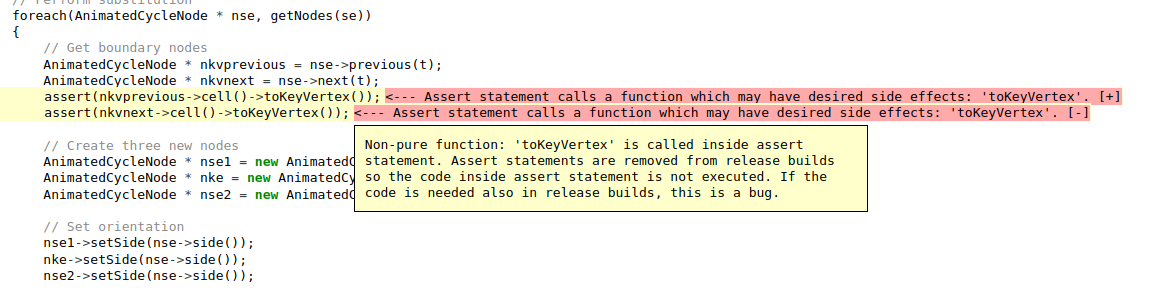 // Perform substitution
foreach(AnimatedCycleNode * nse, getNodes(se))
{
    // Get boundary nodes
    AnimatedCycleNode * nkvprevious = nse->previous(t);
    AnimatedCycleNode * nkvnext = nse->next(t);
    assert(nkvprevious->cell()->toKeyVertex()); <--- Assert statement calls a function which may have desired side effects: 'toKeyVertex'. [+]
    assert(nkvnext->cell()->toKeyVertex()); <--- Assert statement calls a function which may have desired side effects: 'toKeyVertex'. [-]
Non-pure function: 'toKeyVertex' is called inside assert
statement. Assert statements are removed from release builds
so the code inside assert statement is not executed. If the
code is needed also in release builds, this is a bug.
    // Create three new nodes
    AnimatedCycleNode * nse1 = new AnimatedC
    AnimatedCycleNode * nke = new AnimatedCy
    AnimatedCycleNode * nse2 = new AnimatedC
    // Set orientation
    nse1->setSide(nse->side());
    nke->setSide(nse->side());
    nse2->setSide(nse->side());